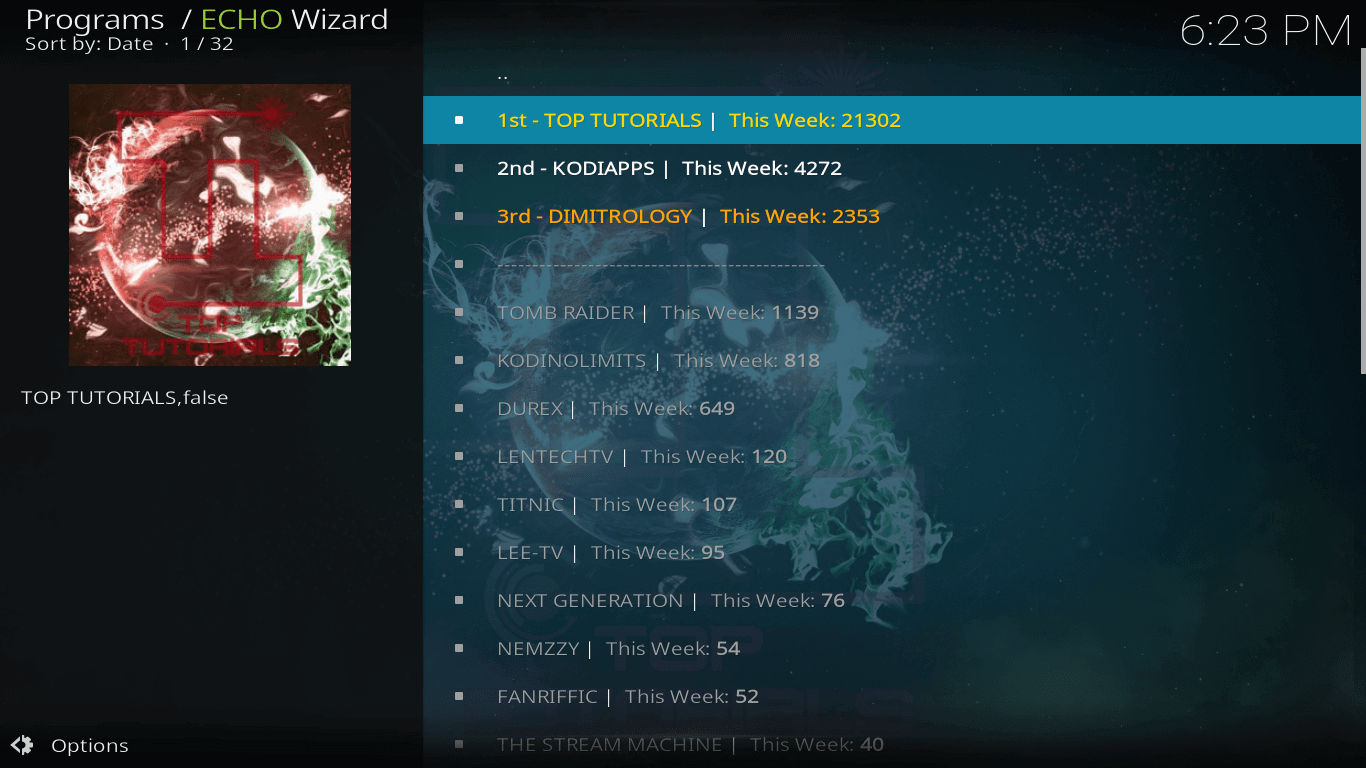 Programs / ECHO Wizard
Sort by: Date · 1 / 32
6:23 PM
TOP
TUTORIALS
TOP TUTORIALS,false
..
1st - TOP TUTORIALS | This Week: 21302
2nd - KODIAPPS | This Week: 4272
3rd - DIMITROLOGY | This Week: 2353
----------------------------------------
TOMB RAIDER | This Week: 1139
KODINOLIMITS | This Week: 818
DUREX | This Week: 649
LENTECHTV | This Week: 120
TITNIC | This Week: 107
LEE-TV | This Week: 95
NEXT GENERATION | This Week: 76
NEMZZY | This Week: 54
FANRIFFIC | This Week: 52
THE STREAM MACHINE | This Week: 40
TOP
Options